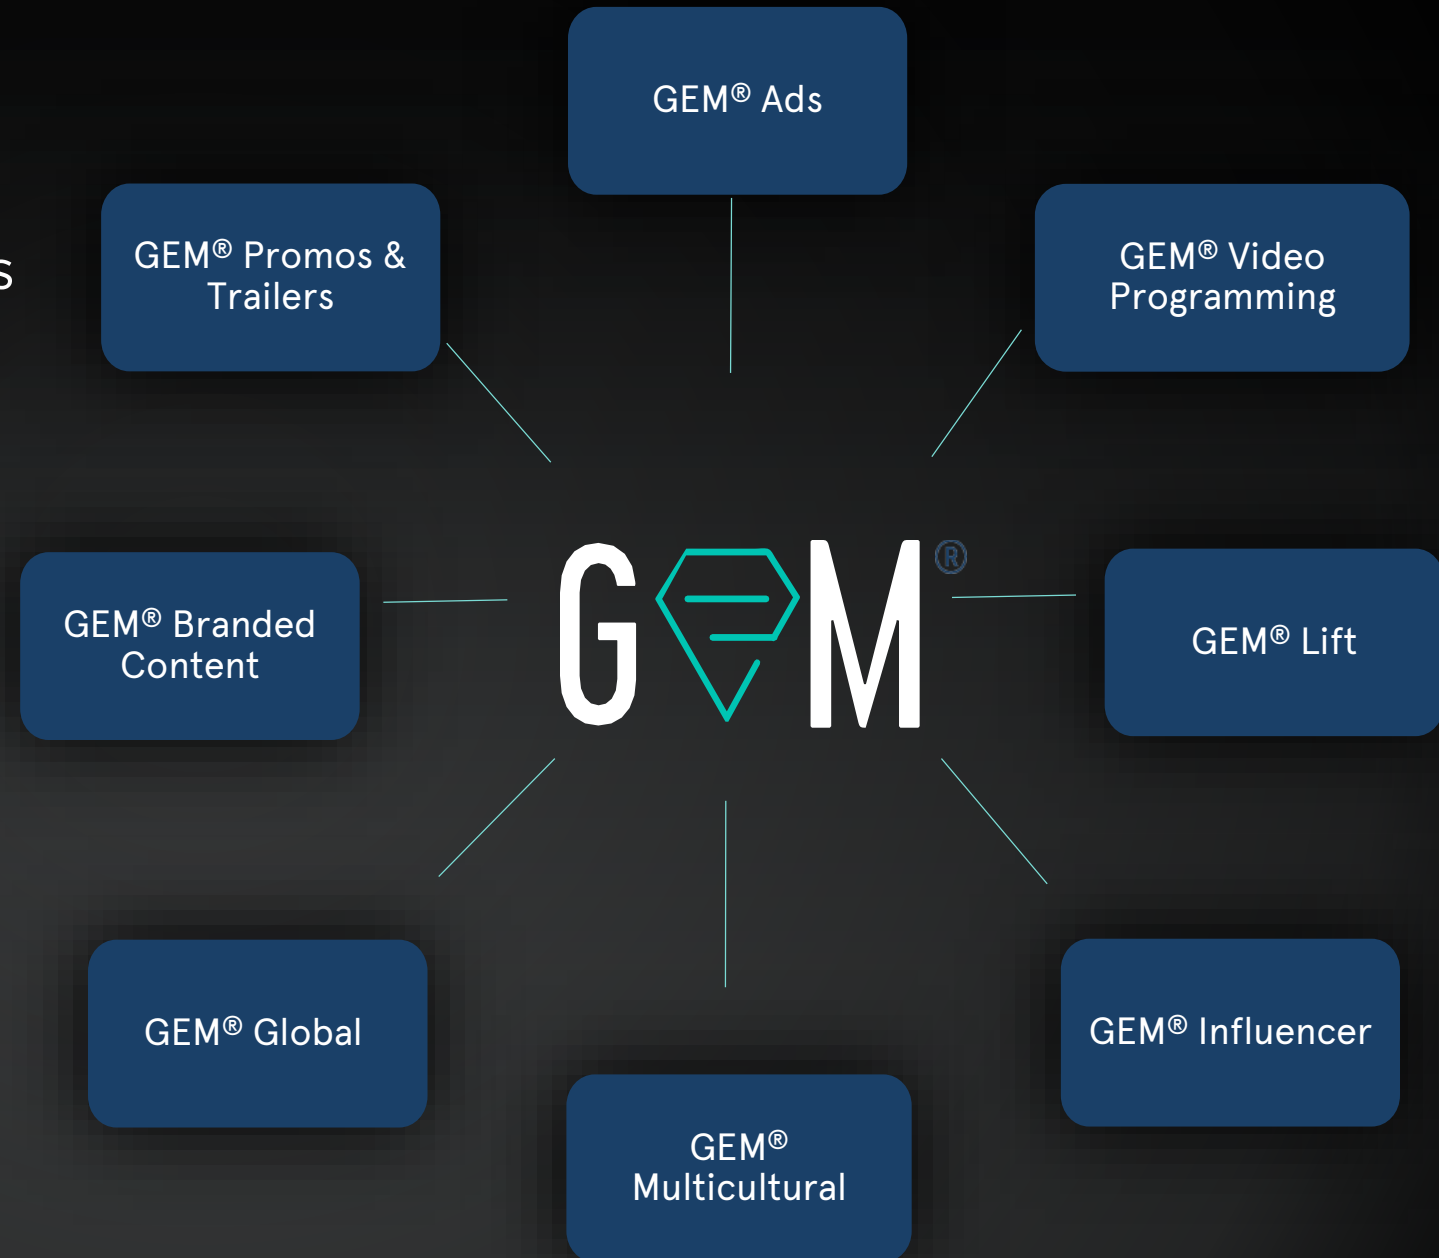 GEM® Ads
GEM® Promos &
Trailers
GEM® Video
Programming
s
GEM®
GEM® Branded
Content
GEM® Lift
GEM® Global
GEM® Influencer
GEM®
Multicultural